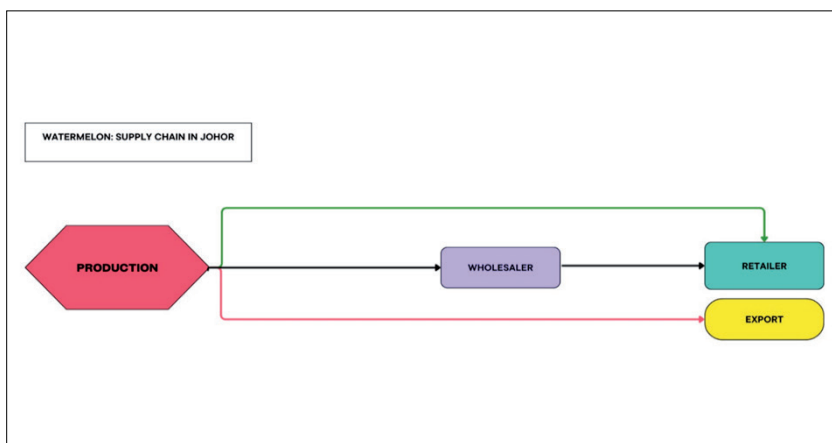 WATERMELON: SUPPLY CHAIN IN JOHOR
PRODUCTION
WHOLESALER
RETAILER
EXPORT